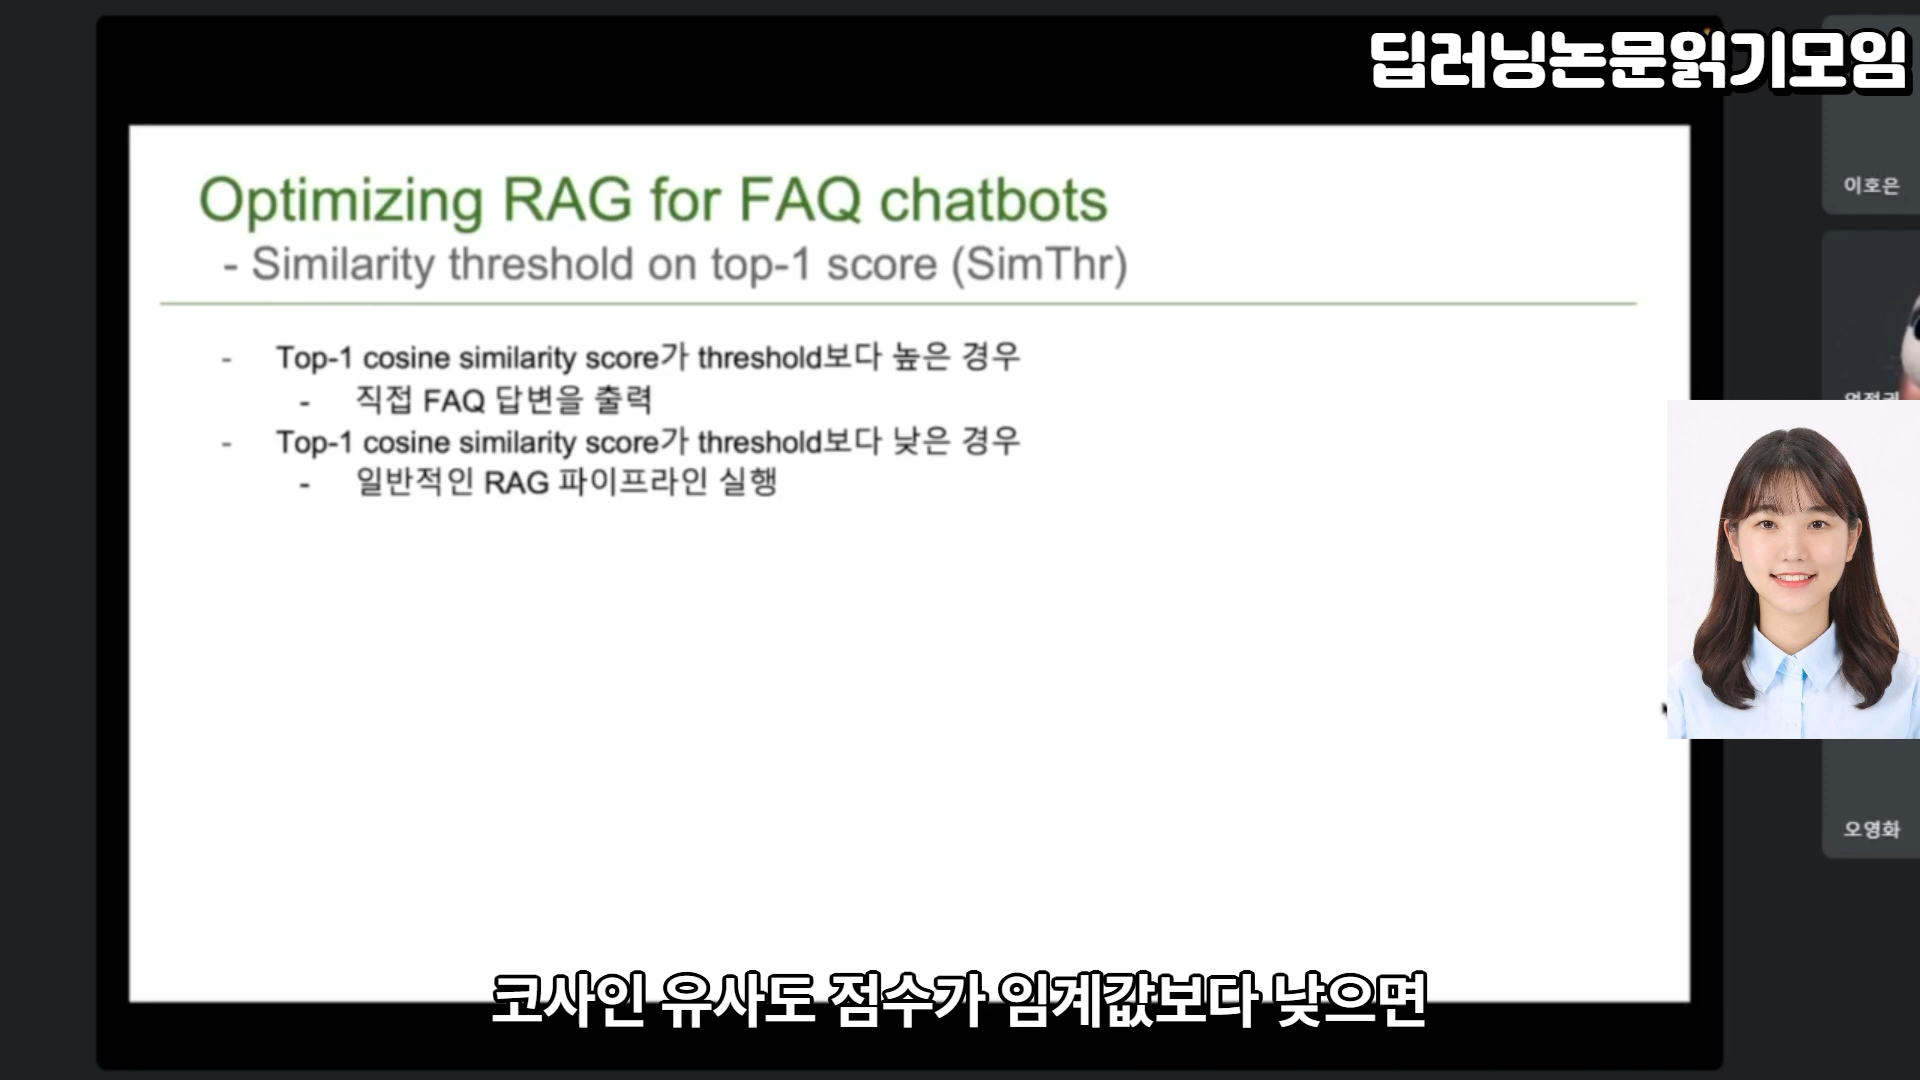 딥러닝논문읽기모임
Optimizing RAG for FAQ chatbots
- Similarity threshold on top-1 score (SimThr)
- Top-1 cosine similarity score가 threshold보다 높은 경우
- 직접 FAQ 답변을 출력
- Top-1 cosine similarity score가 threshold보다 낮은 경우
- 일반적인 RAG 파이프라인 실행
이호은
오영화
코사인 유사도 점수가 임계값보다 낮으면